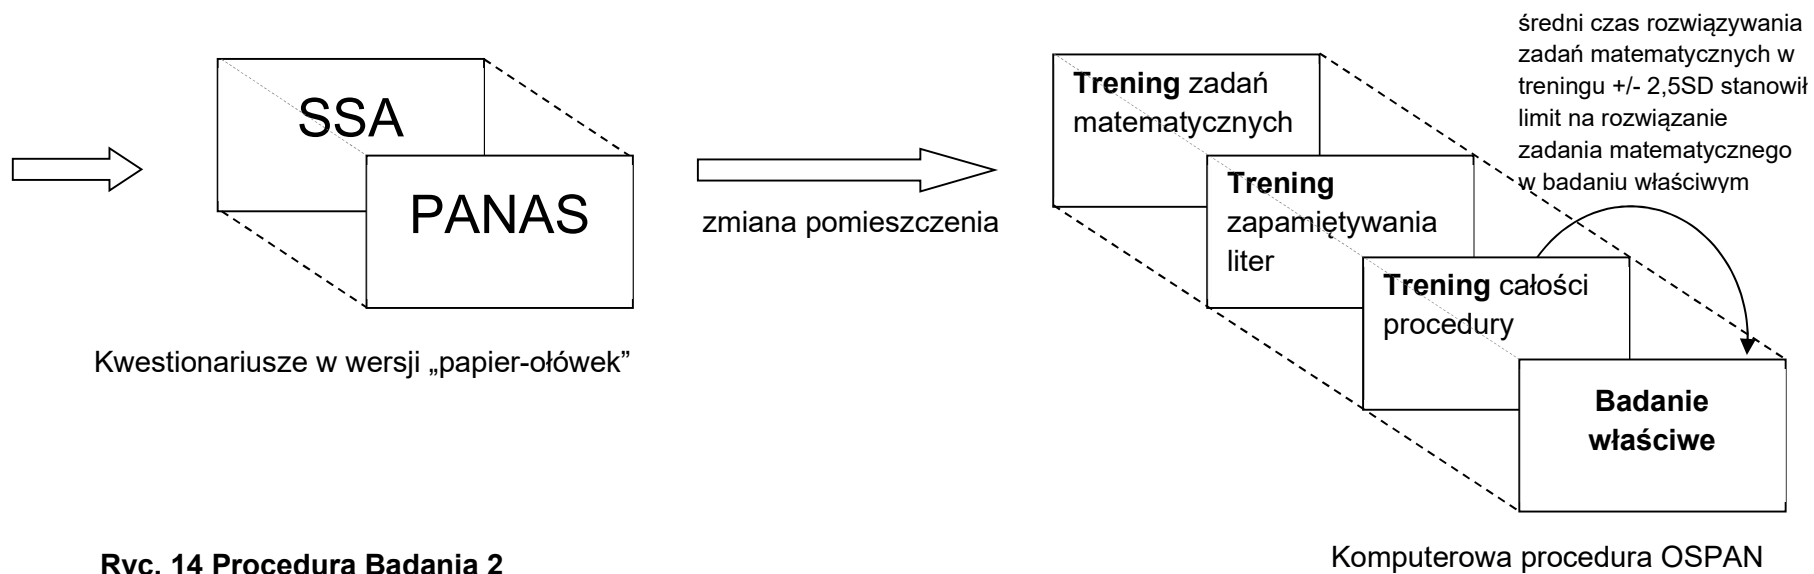 SSA
PANAS
Kwestionariusze w wersji „papier-ołówek”
zmiana pomieszczenia
Trening zadań
matematycznych
Trening
zapamiętywania
liter
Trening całości
procedury
Badanie
właściwe
średni czas rozwiązywania
zadań matematycznych w
treningu +/- 2,5SD stanowił
limit na rozwiązanie
zadania matematycznego
w badaniu właściwym
Komputerowa procedura OSPAN
Ryc. 14 Procedura Badania 2